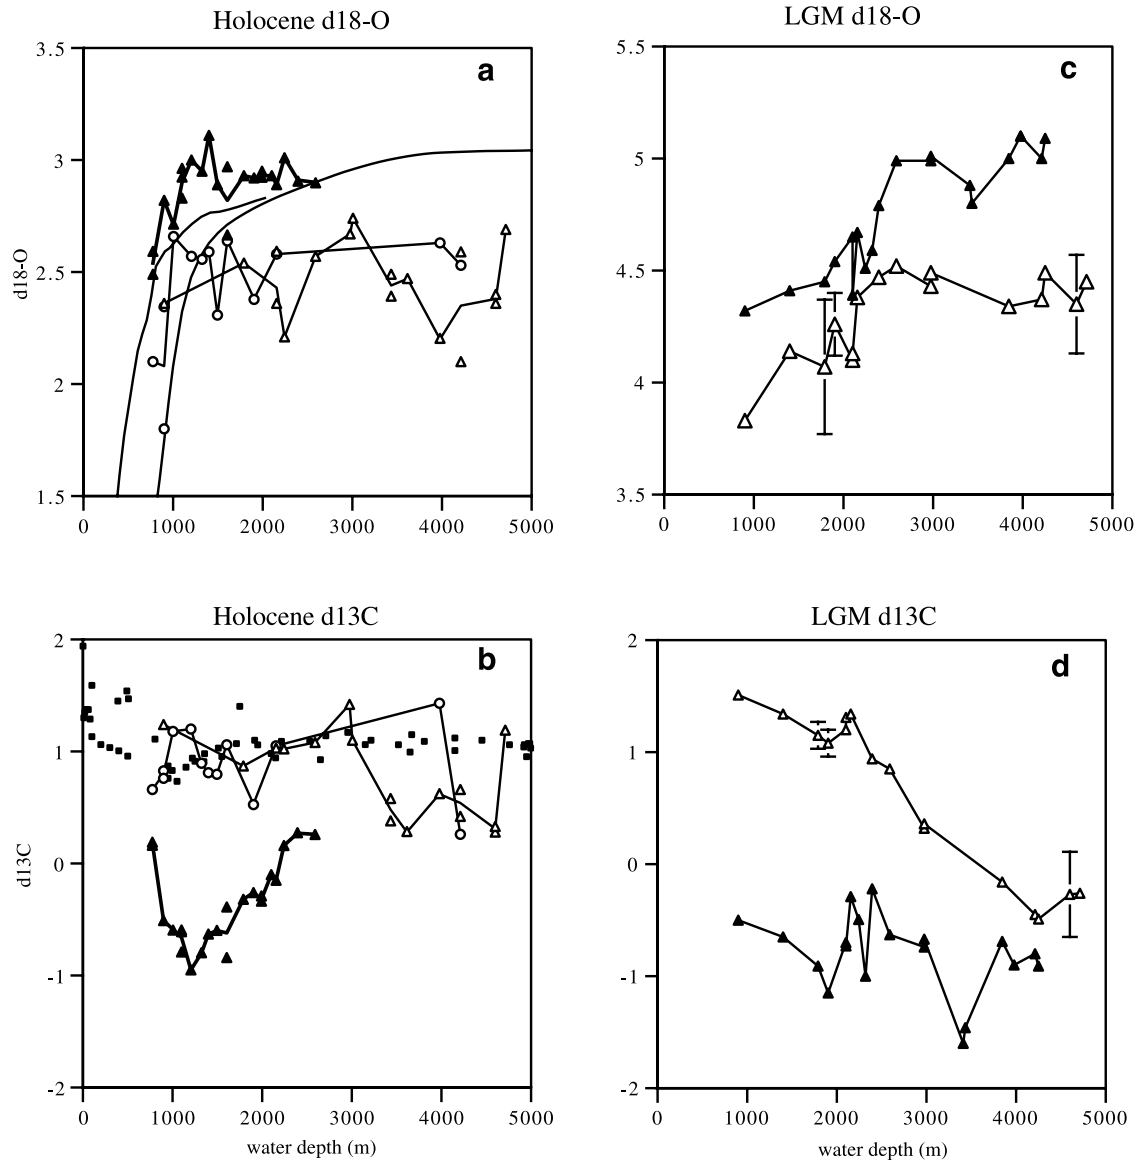 Holocene d18-O
3.5
3
2.5
2
1.5
d18-O
a
0 1000 2000 3000 4000 5000
LGM d18-O
5.5
5
4.5
4
3.5
c
0 1000 2000 3000 4000 5000
Holocene d13C
2
1
0
-1
-2
d13C
b
0 1000 2000 3000 4000 5000
water depth (m)
LGM d13C
2
1
0
-1
-2
d
0 1000 2000 3000 4000 5000
water depth (m)